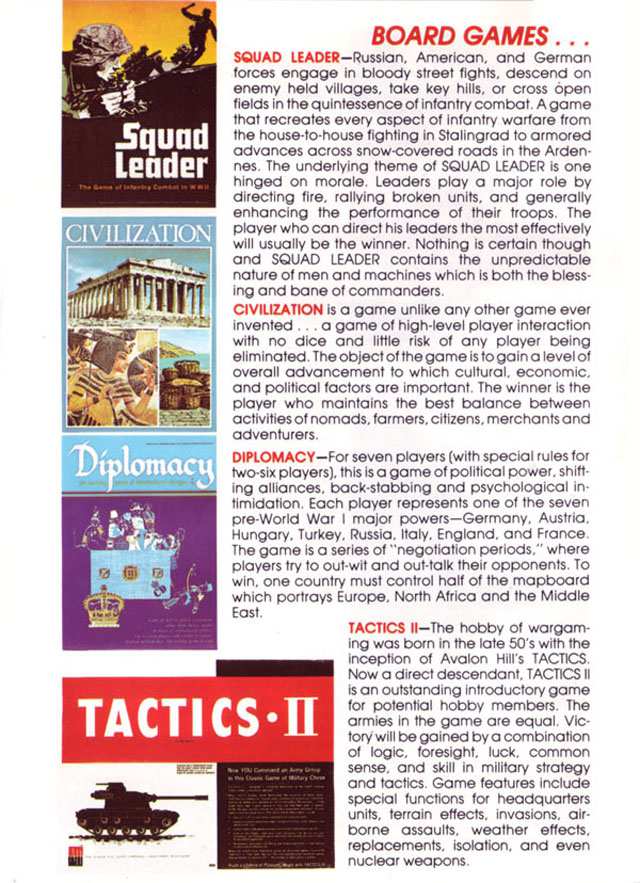 BOARD GAMES . . .
SQUAD LEADER—Russian, American, and German
forces engage in bloody street fights, descend on
enemy held villages, take key hills, or cross open
fields in the quintessence of infantry combat. A game
that recreates every aspect of infantry warfare from
the house-to-house fighting in Stalingrad to armored
advances across snow-covered roads in the Arden-
nes. The underlying theme of SQUAD LEADER is one
hinged on morale. Leaders play a major role by
directing fire, rallying broken units, and generally
enhancing the performance of their troops. The
player who can direct his leaders the most effectively
will usually be the winner. Nothing is certain though
and SQUAD LEADER contains the unpredictable
nature of men and machines which is both the bless-
ing and bane of commanders.
CIVILIZATION is a game unlike any other game ever
invented . . . a game of high-level player interaction
with no dice and little risk of any player being
eliminated. The object of the game is to gain a level of
overall advancement to which cultural, economic,
and political factors are important. The winner is the
player who maintains the best balance between
activities of nomads, farmers, citizens, merchants and
adventurers.
DIPLOMACY—For seven players (with special rules for
two-six players), this is a game of political power, shift-
ing alliances, back-stabbing and psychological in-
timidation. Each player represents one of the seven
pre-World War I major powers—Germany, Austria,
Hungary, Turkey, Russia, Italy, England, and France.
The game is a series of "negotiation periods," where
players try to out-wit and out-talk their opponents. To
win, one country must control half of the mapboard
which portrays Europe, North Africa and the Middle
East.
TACTICS II—The hobby of wargam-
ing was born in the late 50's with the
inception of Avalon Hill's TACTICS.
Now a direct descendant, TACTICS II
is an outstanding introductory game
for potential hobby members. The
armies in the game are equal. Vic-
tory will be gained by a combination
of logic, foresight, luck, common
sense, and skill in military strategy
and tactics. Game features include
special functions for headquarters
units, terrain effects, invasions, air-
borne assaults, weather effects,
replacements, isolation, and even
nuclear weapons.
Squad
Leader
The Game of Infantry Combat in WWII
CIVILIZATION
Diplomacy
TACTICS · II
Now YOU Command an Army Group
in this Classic Game of Military Chess